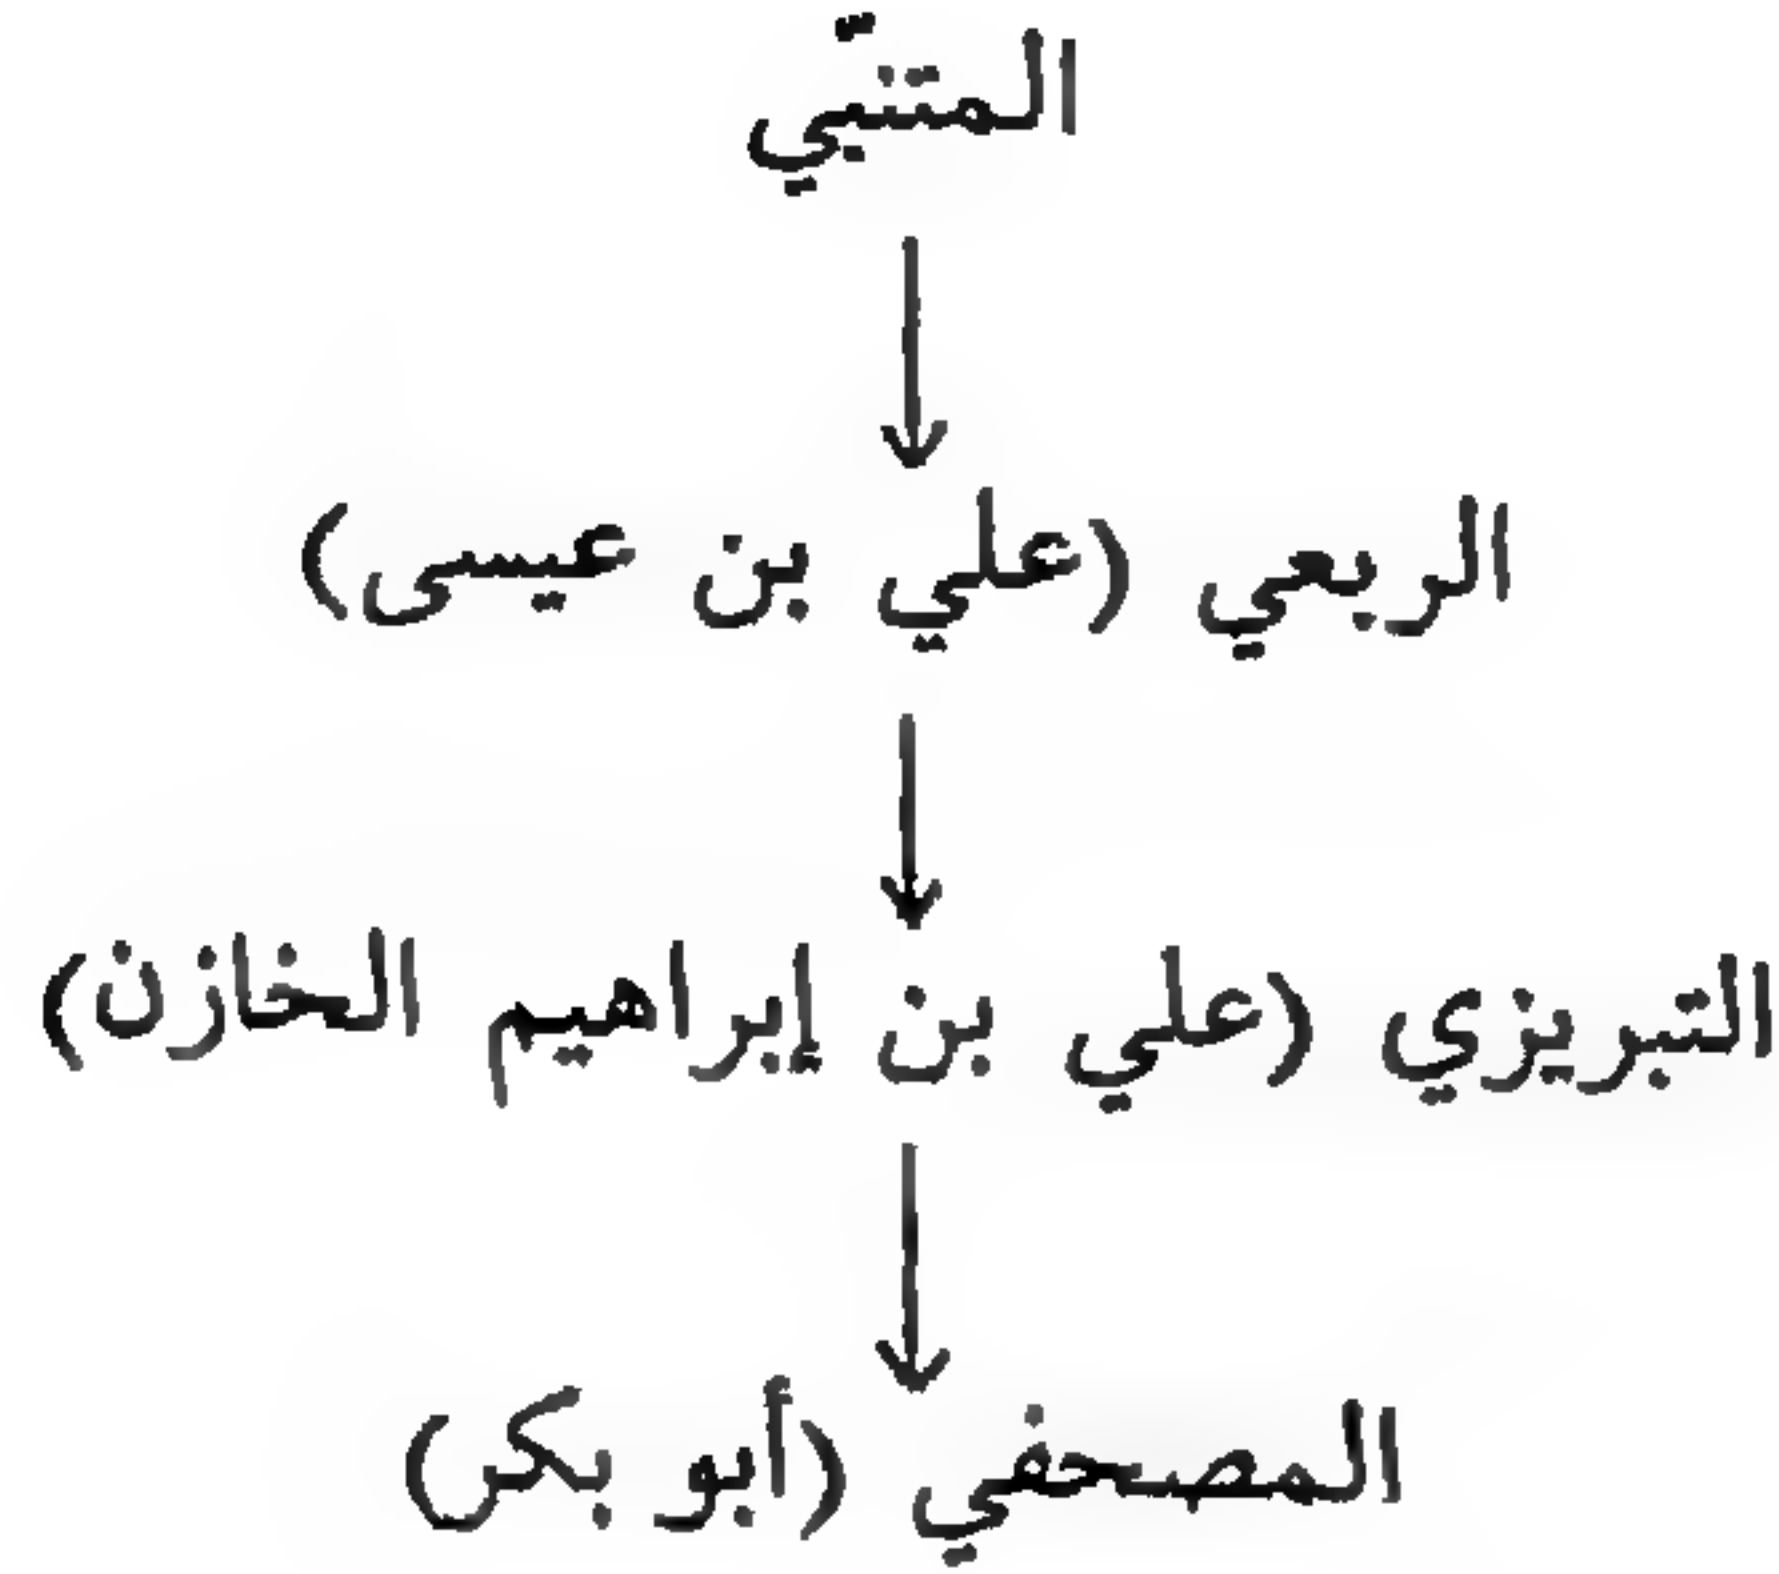 المتنبّي
الربعي (علي بن عيسى)
التبريزي (علي بن إبراهيم الخازن)
المصحفي (أبو بكر)